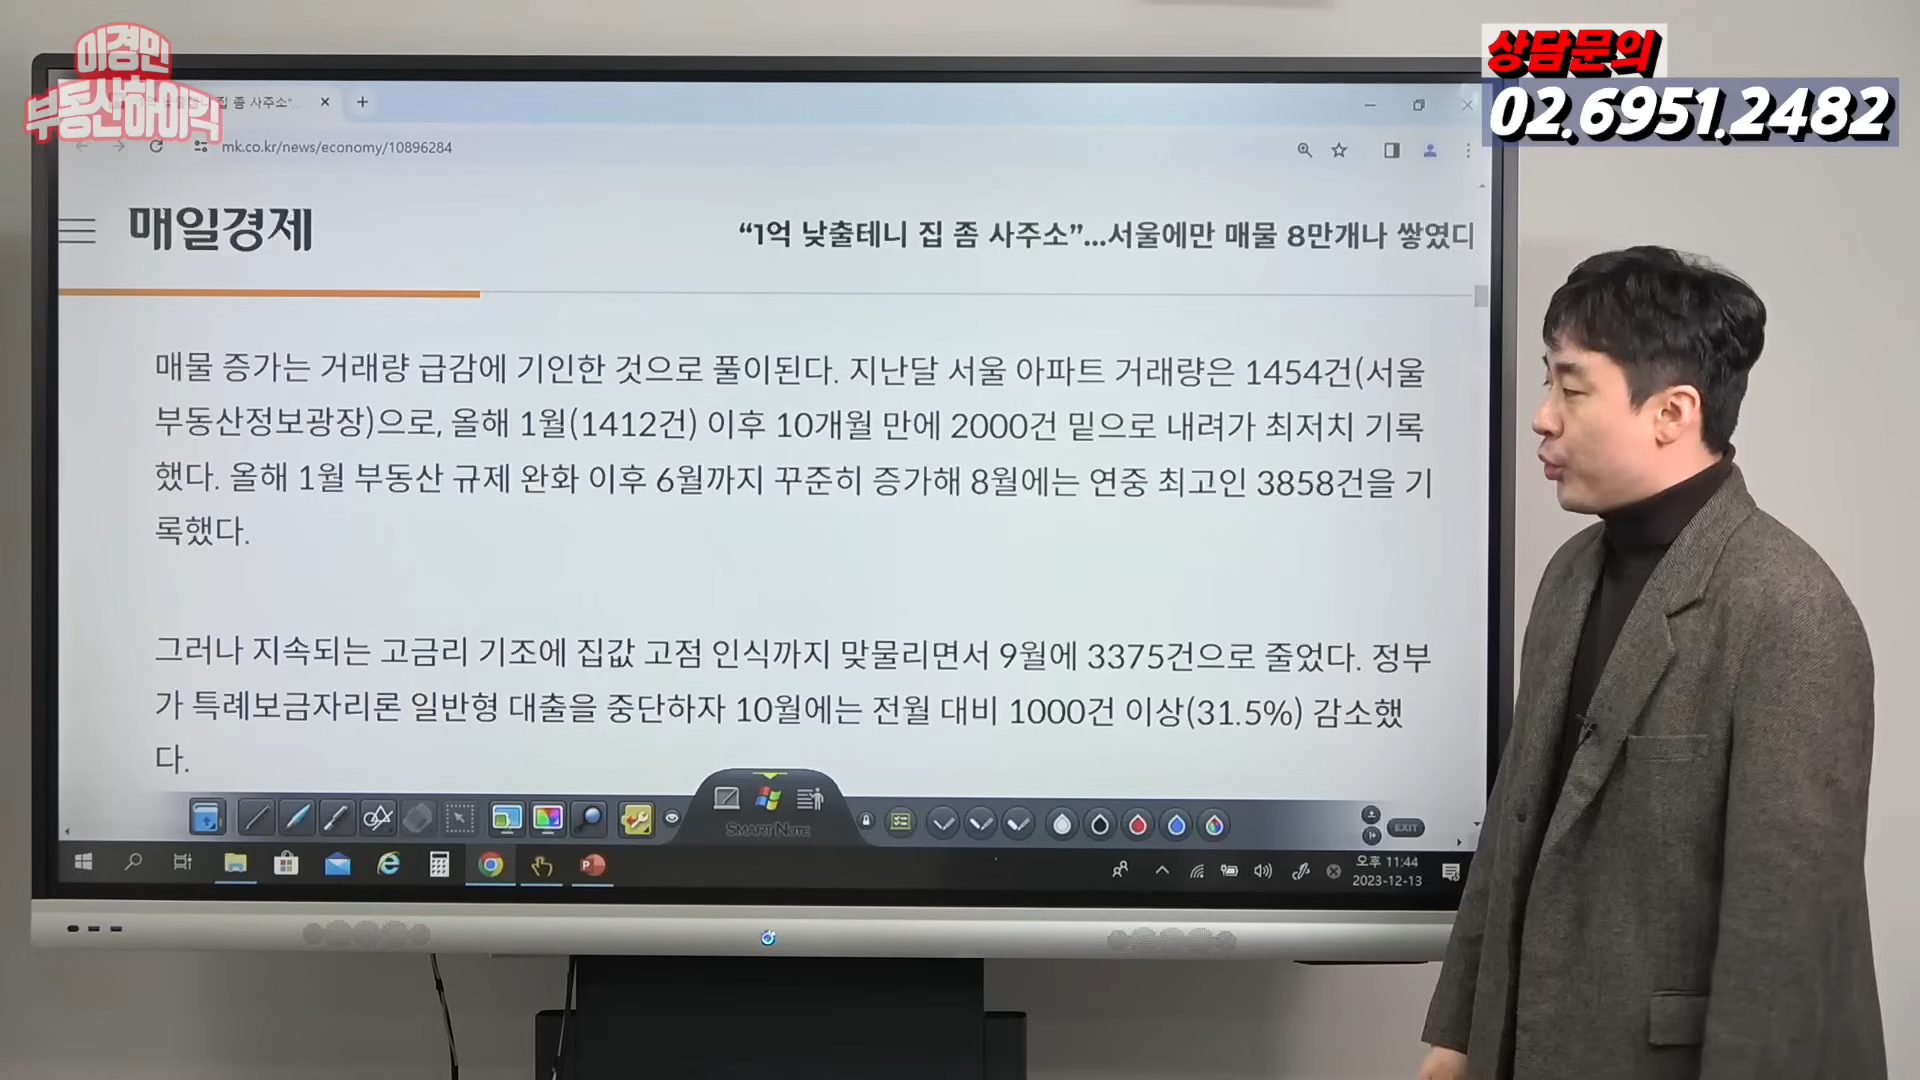 이경민
부동산하이킥
상담문의
02.6951.2482
집 좀 사주소"...
mk.co.kr/news/economy/10896284
매일경제
“1억 낮출테니 집 좀 사주소”...서울에만 매물 8만개나 쌓였디
매물 증가는 거래량 급감에 기인한 것으로 풀이된다. 지난달 서울 아파트 거래량은 1454건(서울
부동산정보광장)으로, 올해 1월(1412건) 이후 10개월 만에 2000건 밑으로 내려가 최저치 기록
했다. 올해 1월 부동산 규제 완화 이후 6월까지 꾸준히 증가해 8월에는 연중 최고인 3858건을 기
록했다.
그러나 지속되는 고금리 기조에 집값 고점 인식까지 맞물리면서 9월에 3375건으로 줄었다. 정부
가 특례보금자리론 일반형 대출을 중단하자 10월에는 전월 대비 1000건 이상(31.5%) 감소했
다.
SMART NOTE
EXIT
오후 11:44
2023-12-13